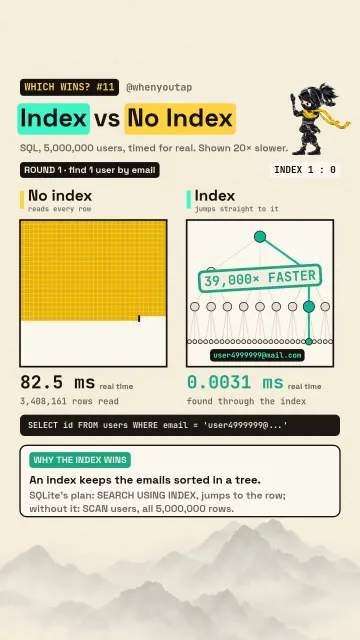 WHICH WINS? #11 @whenyoutap
Index vs No Index
SQL, 5,000,000 users, timed for real. Shown 20× slower.
ROUND 1 · find 1 user by email
INDEX 1 : 0
No index
reads every row
Index
jumps straight to it
39,000× FASTER
user4999999@mail.com
82.5 ms real time
3,408,161 rows read
0.0031 ms real time
found through the index
SELECT id FROM users WHERE email = 'user4999999@...'
WHY THE INDEX WINS
An index keeps the emails sorted in a tree.
SQLite's plan: SEARCH USING INDEX, jumps to the row;
without it: SCAN users, all 5,000,000 rows.